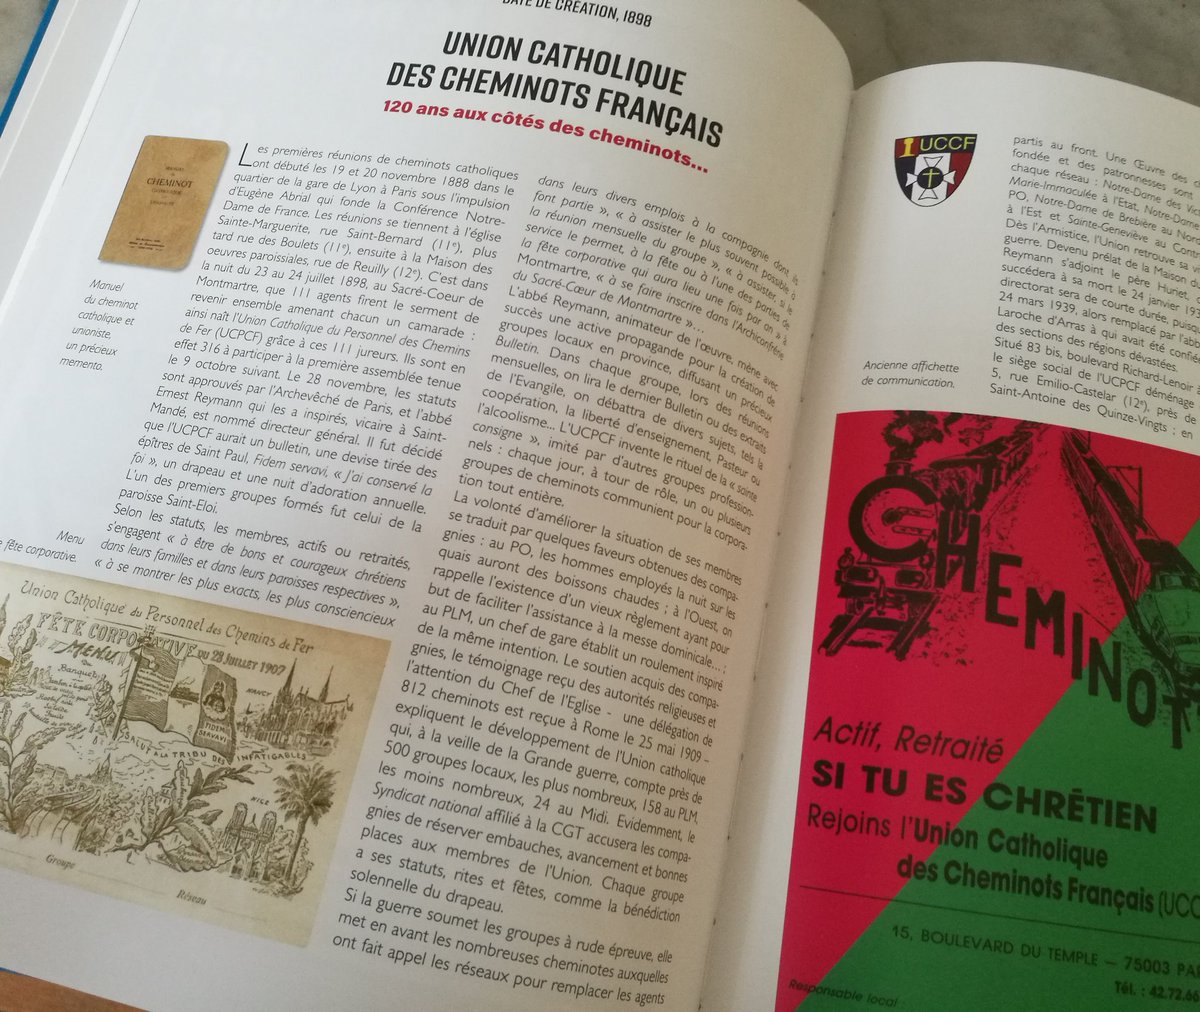 DATE DE CRÉATION, 1898
UNION CATHOLIQUE
DES CHEMINOTS FRANÇAIS
120 ans aux côtés des cheminots...
MANUEL
CHEMINOT
CATHOLIQUE
Manuel
du cheminot
catholique et
unioniste,
un précieux
memento.
Les premières réunions de cheminots catholiques
ont débuté les 19 et 20 novembre 1888 dans le
quartier de la gare de Lyon à Paris sous l'impulsion
d'Eugène Abrial qui fonde la Conférence Notre-
Dame de France. Les réunions se tiennent à l'église
Sainte-Marguerite, rue Saint-Bernard (11e), plus
tard rue des Boulets (11e), ensuite à la Maison des
oeuvres paroissiales, rue de Reuilly (12e). C'est dans
la nuit du 23 au 24 juillet 1898, au Sacré-Coeur de
Montmartre, que 111 agents firent le serment de
revenir ensemble amenant chacun un camarade :
ainsi naît l'Union Catholique du Personnel des Chemins
de Fer (UCPCF) grâce à ces 111 jureurs. Ils sont en
effet 316 à participer à la première assemblée tenue
le 9 octobre suivant. Le 28 novembre, les statuts
sont approuvés par l'Archevêché de Paris, et l'abbé
Ernest Reymann qui les a inspirés, vicaire à Saint-
Mandé, est nommé directeur général. Il fut décidé
que l'UCPCF aurait un bulletin, une devise tirée des
épîtres de Saint Paul, Fidem servavi, « J'ai conservé la
foi », un drapeau et une nuit d'adoration annuelle.
L'un des premiers groupes formés fut celui de la
paroisse Saint-Eloi.
Selon les statuts, les membres, actifs ou retraités,
s'engagent « à être de bons et courageux chrétiens
dans leurs familles et dans leurs paroisses respectives »,
« à se montrer les plus exacts, les plus consciencieux
Menu
fête corporative.
Union Catholique du Personnel des Chemins de Fer
FÊTE CORPORATIVE DU 28 JUILLET 1907
MENU
du
Banquet
NANCY
FIDEM
SERVAVI
SALUT A LA TRIBU DES INFATIGABLES
NICE
Groupe
Réseau
dans leurs divers emplois à la compagnie dont ils
font partie », « à assister le plus souvent possible à
la réunion mensuelle du groupe », « à assister, si le
service le permet, à la fête ou à l'une des parties de
la fête corporative qui aura lieu une fois par an » à
Montmartre, « à se faire inscrire dans l'Archiconfrérie
du Sacré-Cœur de Montmartre »...
L'abbé Reymann, animateur de l'œuvre, mène avec
succès une active propagande pour la création de
groupes locaux en province, diffusant un précieux
Bulletin. Dans chaque groupe, lors des réunions
mensuelles, on lira le dernier Bulletin ou des extraits
de l'Evangile, on débattra de divers sujets, tels la
coopération, la liberté d'enseignement, Pasteur ou
l'alcoolisme... L'UCPCF invente le rituel de la « sainte
consigne », imité par d'autres groupes profession-
nels : chaque jour, à tour de rôle, un ou plusieurs
groupes de cheminots communient pour la corpora-
tion tout entière.
La volonté d'améliorer la situation de ses membres
se traduit par quelques faveurs obtenues des compa-
gnies : au PO, les hommes employés la nuit sur les
quais auront des boissons chaudes ; à l'Ouest, on
rappelle l'existence d'un vieux règlement ayant pour
but de faciliter l'assistance à la messe dominicale... ;
au PLM, un chef de gare établit un roulement inspiré
de la même intention. Le soutien acquis des compa-
gnies, le témoignage reçu des autorités religieuses et
l'attention du Chef de l'Eglise - une délégation de
812 cheminots est reçue à Rome le 25 mai 1909 –
expliquent le développement de l'Union catholique
qui, à la veille de la Grande guerre, compte près de
500 groupes locaux, les plus nombreux, 158 au PLM,
les moins nombreux, 24 au Midi. Evidemment, le
Syndicat national affilié à la CGT accusera les compa-
gnies de réserver embauches, avancement et bonnes
places aux membres de l'Union. Chaque groupe
a ses statuts, rites et fêtes, comme la bénédiction
solennelle du drapeau.
Si la guerre soumet les groupes à rude épreuve, elle
met en avant les nombreuses cheminotes auxquelles
ont fait appel les réseaux pour remplacer les agents
UCCF
partis au front. Une Œuvre des
fondée et des patronnesses sont
chaque réseau : Notre-Dame des
Marie-Immaculée à l'Etat, Notre-Dame
PO, Notre-Dame de Brebière au Nord
à l'Est et Sainte-Geneviève au
Dès l'Armistice, l'Union retrouve sa
guerre. Devenu prélat de la Maison
Reymann s'adjoint le père Huriet,
succédera à sa mort le 24 janvier
directorat sera de courte durée,
24 mars 1939, alors remplacé par l'abbé
Laroche d'Arras à qui avait été
des sections des régions dévastées.
Situé 83 bis, boulevard Richard-Lenoir
le siège social de l'UCPCF déménage
5, rue Emilio-Castelar (12e), près de
Saint-Antoine des Quinze-Vingts ; en
Ancienne affichette
de communication.
CHEMINOT
Actif, Retraité
SI TU ES CHRÉTIEN
Rejoins l'Union Catholique
des Cheminots Français (UCC
15, BOULEVARD DU TEMPLE – 75003 PA
Tél. : 42.72.66
Responsable local